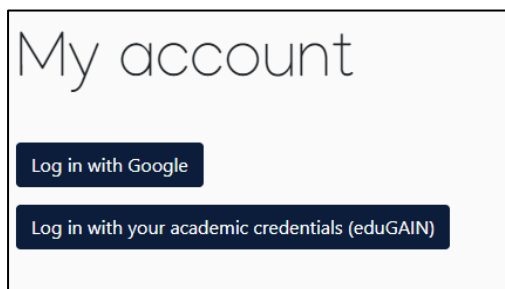 My account
Log in with Google
Log in with your academic credentials (eduGAIN)